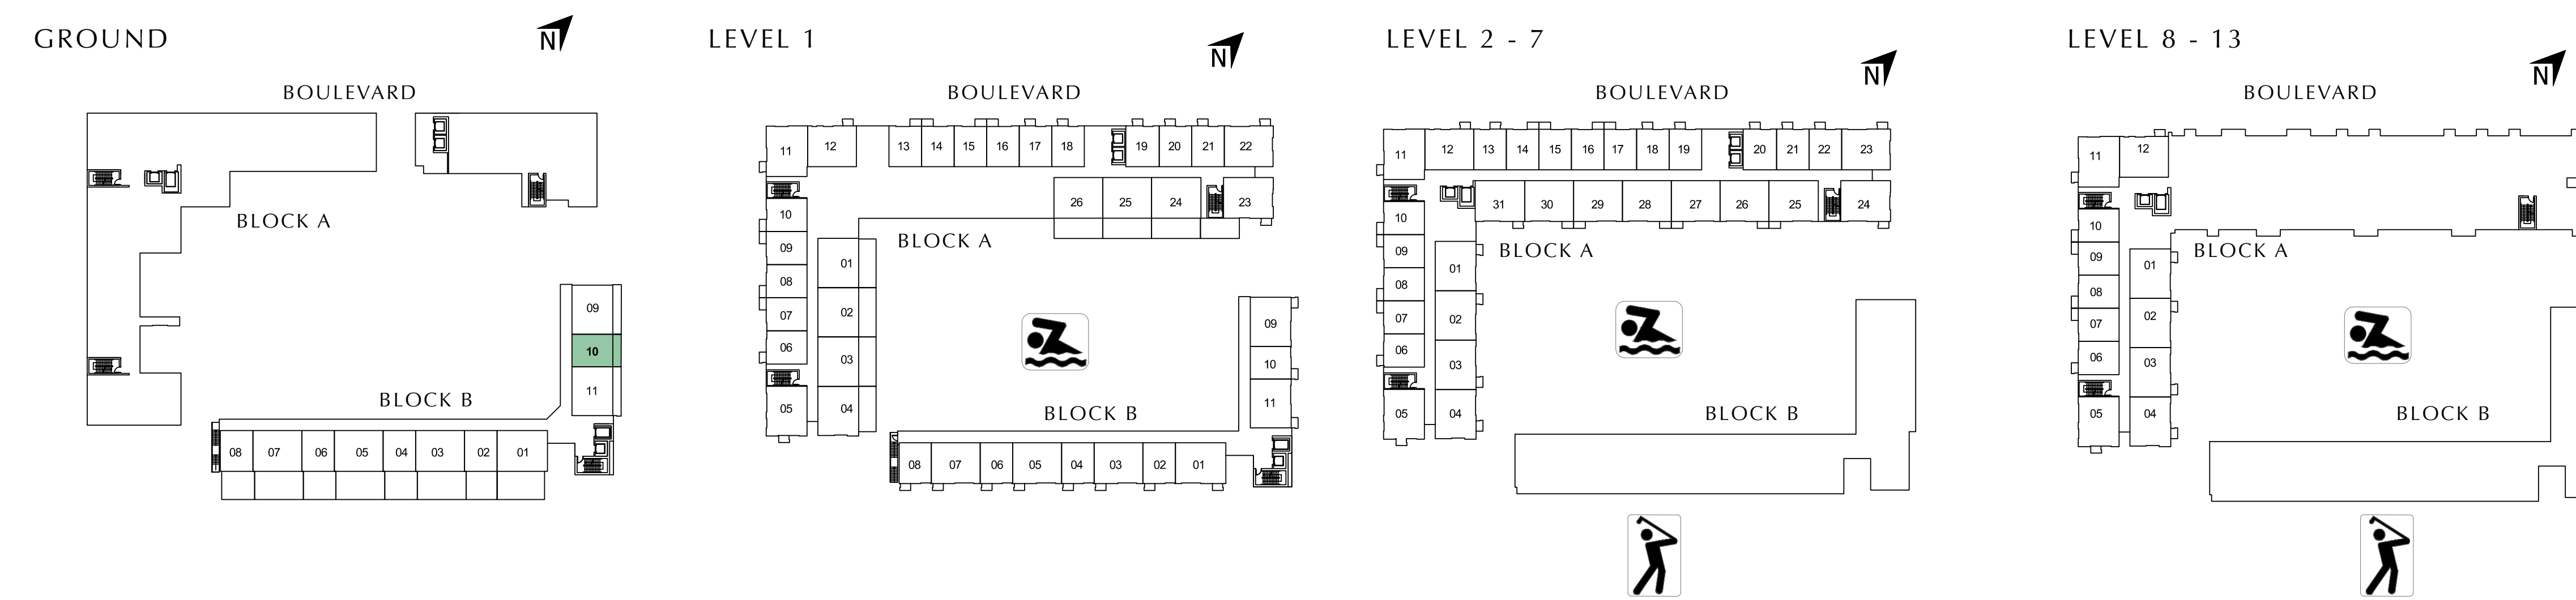 GROUND
N
BOULEVARD
BLOCK A
09
10
11
BLOCK B
08 07 06 05 04 03 02 01
LEVEL 1
N
BOULEVARD
11 12 13 14 15 16 17 18 19 20 21 22
26 25 24 23
10
09
08
07
06
05
01
02
03
04
BLOCK A
09
10
11
BLOCK B
08 07 06 05 04 03 02 01
LEVEL 2 - 7
N
BOULEVARD
11 12 13 14 15 16 17 18 19 20 21 22 23
31 30 29 28 27 26 25 24
10
09
08
07
06
05
01
02
03
04
BLOCK A
BLOCK B
LEVEL 8 - 13
N
BOULEVARD
11 12
10
09
08
07
06
05
01
02
03
04
BLOCK A
BLOCK B